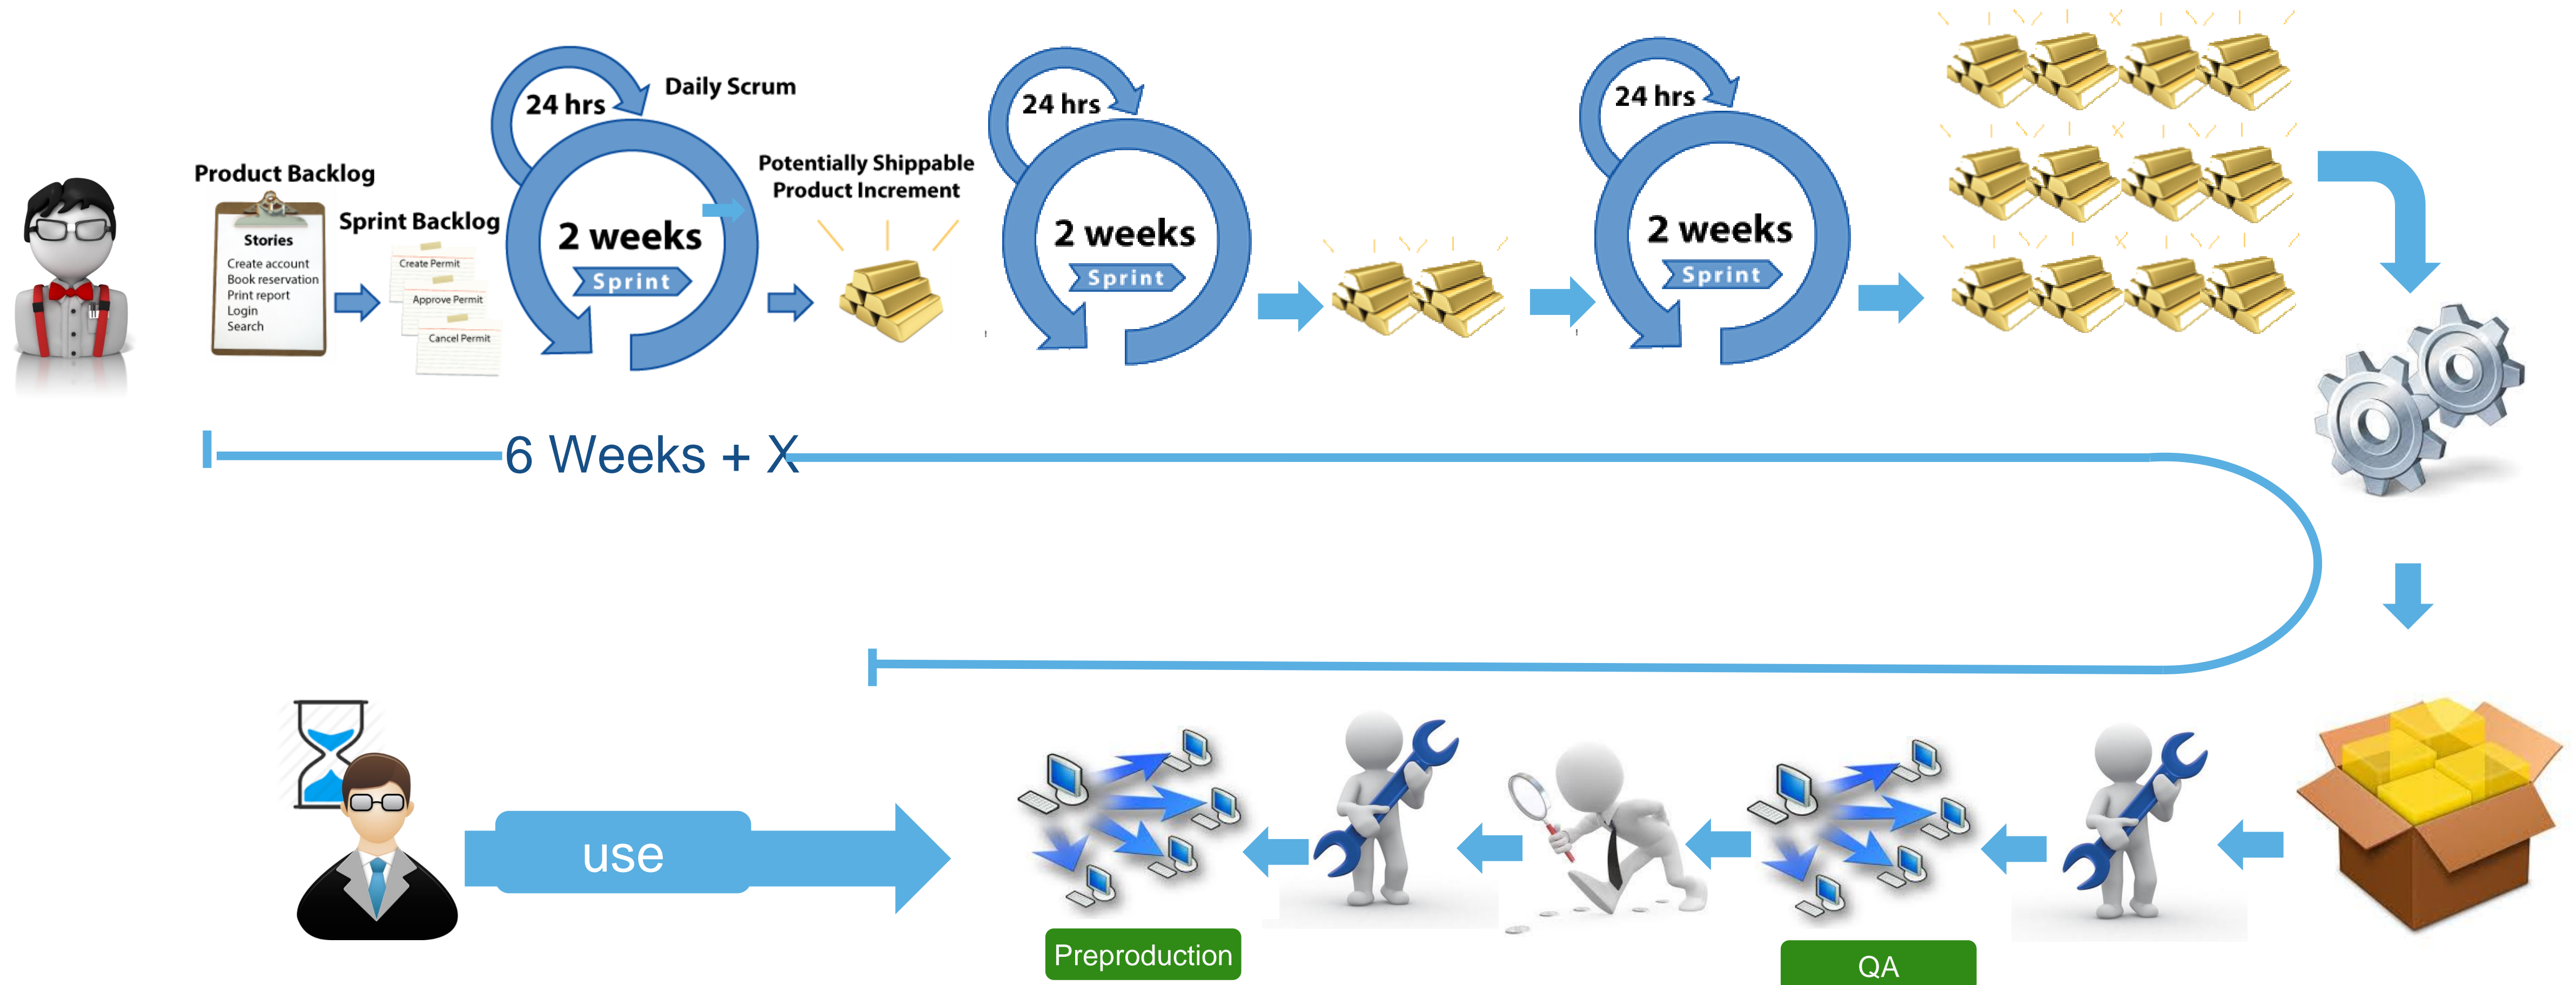 24 hrs
Daily Scrum
24 hrs
24 hrs
Product Backlog
Potentially Shippable
Product Increment
Sprint Backlog
Stories
Create account
Book reservation
Print report
Login
Search
Create Permit
Approve Permit
Cancel Permit
2 weeks
Sprint
2 weeks
Sprint
2 weeks
Sprint
6 Weeks + X
use
Preproduction
QA